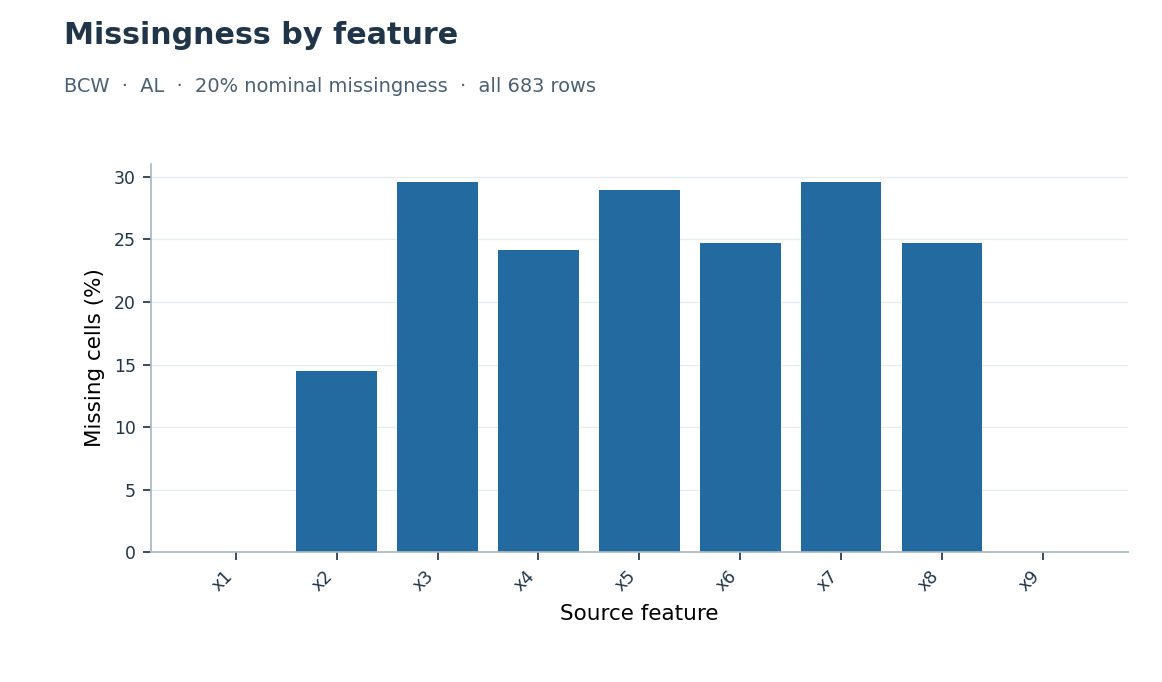 Missingness by feature
BCW · AL · 20% nominal missingness · all 683 rows
30
25
20
15
10
5
0
Missing cells (%)
x1 x2 x3 x4 x5 x6 x7 x8 x9
Source feature